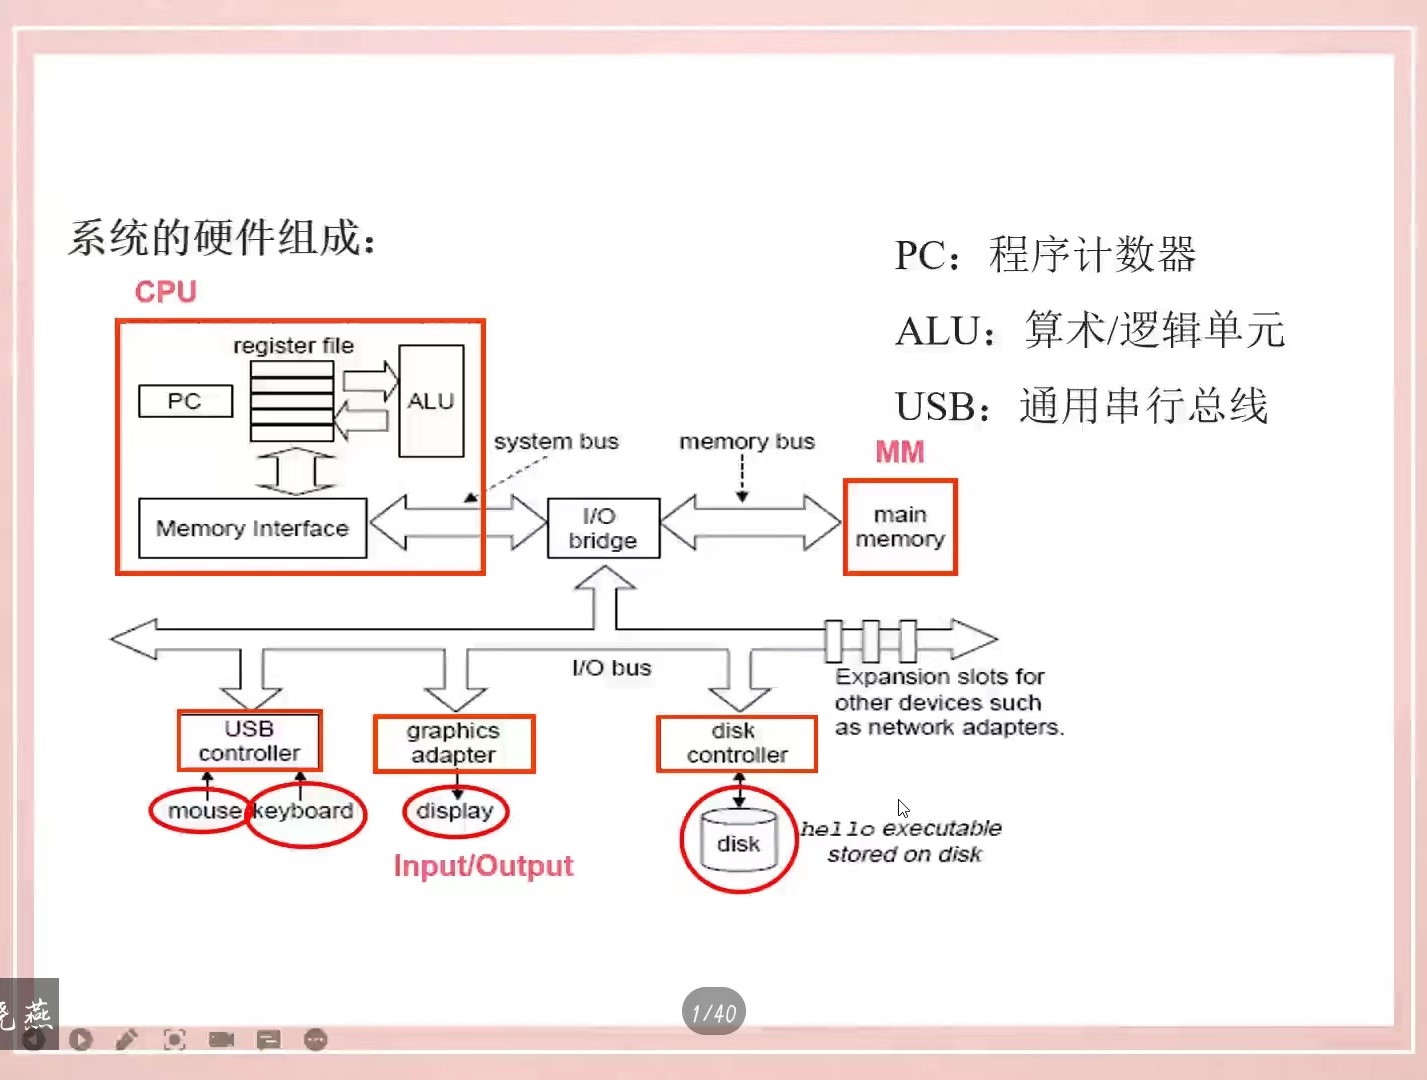 系统的硬件组成：
PC：程序计数器
ALU：算术/逻辑单元
USB：通用串行总线
CPU
register file
PC
ALU
system bus
memory bus
MM
Memory Interface
I/O
bridge
main
memory
I/O bus
Expansion slots for
other devices such
as network adapters.
USB
controller
graphics
adapter
disk
controller
mouse
keyboard
display
disk
hello executable
stored on disk
Input/Output
燕
1/40